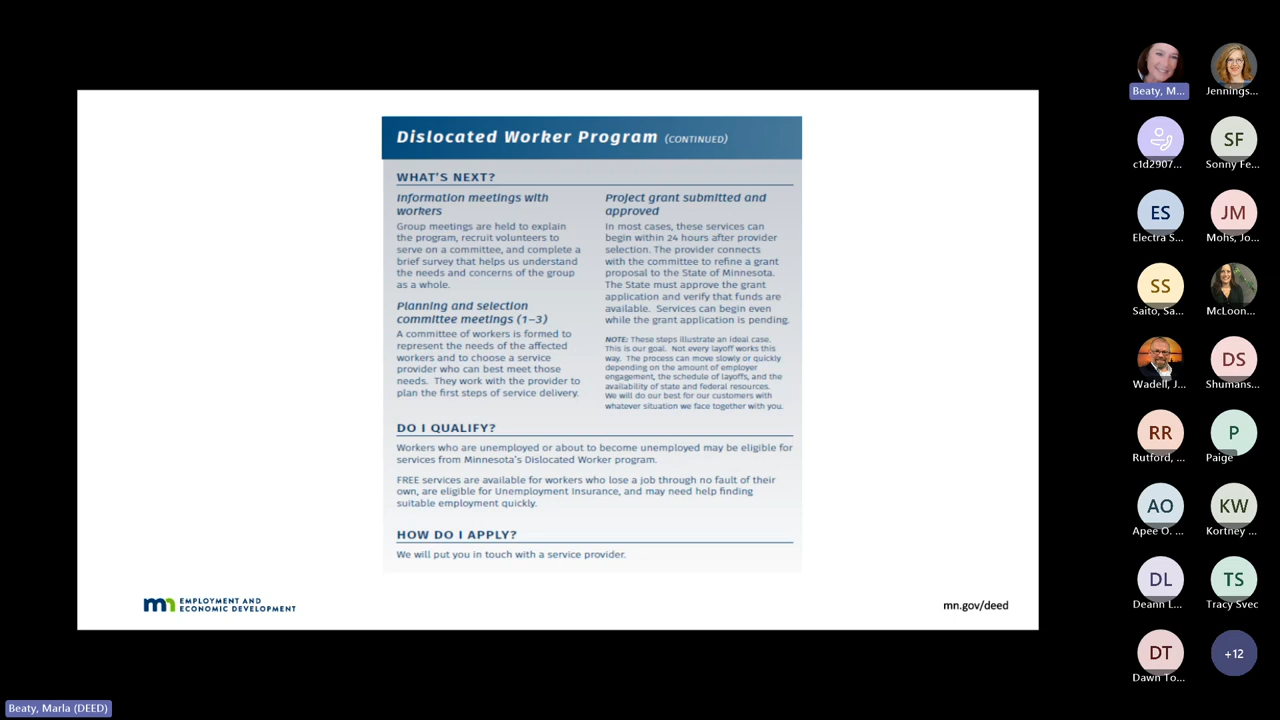 Dislocated Worker Program (CONTINUED)
WHAT'S NEXT?
Information meetings with
workers
Group meetings are held to explain
the program, recruit volunteers to
serve on a committee, and complete a
brief survey that helps us understand
the needs and concerns of the group
as a whole.
Planning and selection
committee meetings (1–3)
A committee of workers is formed to
represent the needs of the affected
workers and to choose a service
provider who can best meet those
needs. They work with the provider to
plan the first steps of service delivery.
Project grant submitted and
approved
In most cases, these services can
begin within 24 hours after provider
selection. The provider connects
with the committee to refine a grant
proposal to the State of Minnesota.
The State must approve the grant
application and verify that funds are
available. Services can begin even
while the grant application is pending.
NOTE: These steps illustrate an ideal case.
This is our goal. Not every layoff works this
way. The process can move slowly or quickly
depending on the amount of employer
engagement, the schedule of layoffs, and the
availability of state and federal resources.
We will do our best for our customers with
whatever situation we face together with you.
DO I QUALIFY?
Workers who are unemployed or about to become unemployed may be eligible for
services from Minnesota's Dislocated Worker program.
FREE services are available for workers who lose a job through no fault of their
own, are eligible for Unemployment Insurance, and may need help finding
suitable employment quickly.
HOW DO I APPLY?
We will put you in touch with a service provider.
mn EMPLOYMENT AND
ECONOMIC DEVELOPMENT
mn.gov/deed
Beaty, M...
Jennings...
c1d2907...
SF
Sonny Fe...
ES
Electra S...
JM
Mohs, Jo...
SS
Saito, Sa...
McLoon...
Wadell, J...
DS
Shumans...
RR
Rutford, ...
P
Paige
AO
Apee O. ...
KW
Kortney ...
DL
Deann L...
TS
Tracy Svec
DT
Dawn To...
+12
Beaty, Marla (DEED)